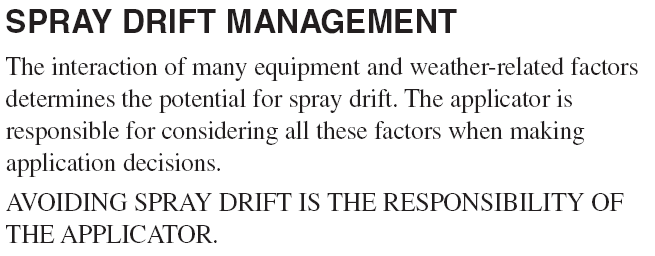 SPRAY DRIFT MANAGEMENT
The interaction of many equipment and weather-related factors
determines the potential for spray drift. The applicator is
responsible for considering all these factors when making
application decisions.
AVOIDING SPRAY DRIFT IS THE RESPONSIBILITY OF
THE APPLICATOR.